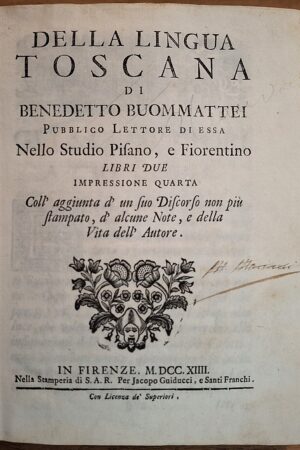 DELLA LINGUA
TOSCANA
DI
BENEDETTO BUOMMATTEI
PUBBLICO LETTORE DI ESSA
Nello Studio Piſano, e Fiorentino
LIBRI DUE
IMPRESSIONE QUARTA
Coll' aggiunta d' un ſuo Diſcorſo non più
ſtampato, d' alcune Note, e della
Vita dell' Autore.
IN FIRENZE. M.DCC.XIIII.
Nella Stamperia di S. A. R. Per Jacopo Guiducci, e Santi Franchi.
Con Licenza de' Superiori.